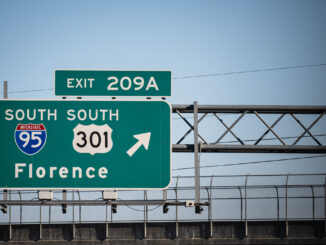 EXIT 209A
SOUTH SOUTH
INTERSTATE
95 301
Florence